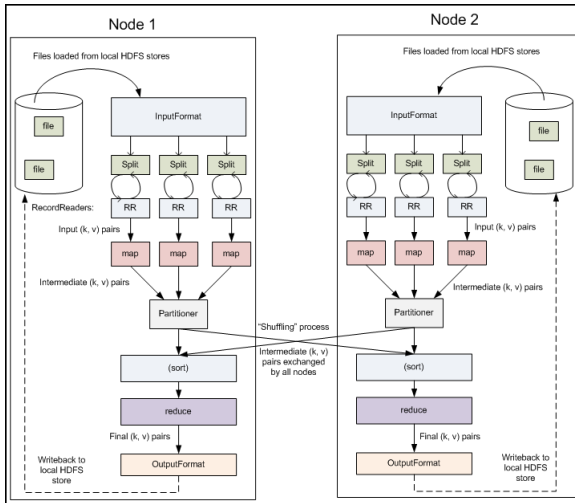 Node 1
Files loaded from local HDFS stores
file
file
InputFormat
Split
Split
Split
RecordReaders:
RR
RR
RR
Input (k, v) pairs
map
map
map
Intermediate (k, v) pairs
Partitioner
(sort)
reduce
Final (k, v) pairs
Writeback to
local HDFS
store
OutputFormat
"Shuffling" process
Intermediate (k, v)
pairs exchanged
by all nodes
Node 2
Files loaded from local HDFS stores
InputFormat
file
file
Split
Split
Split
RR
RR
RR
Input (k, v) pairs
map
map
map
Intermediate (k, v) pairs
Partitioner
(sort)
reduce
Final (k, v) pairs
Writeback to
local HDFS
store
OutputFormat